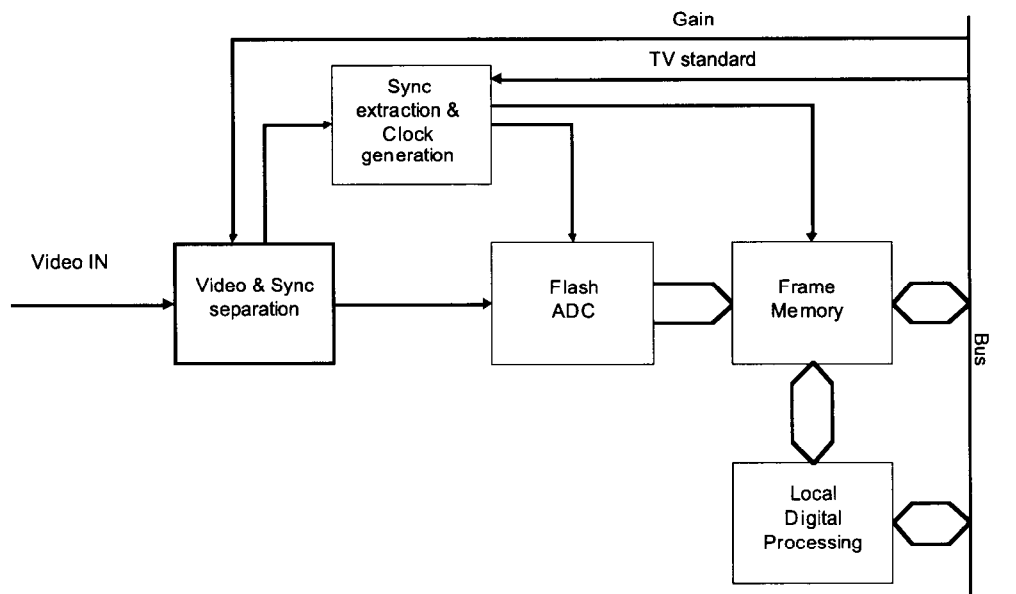 Gain
TV standard
Sync
extraction &
Clock
generation
Video IN
Video & Sync
separation
Flash
ADC
Frame
Memory
Bus
Local
Digital
Processing